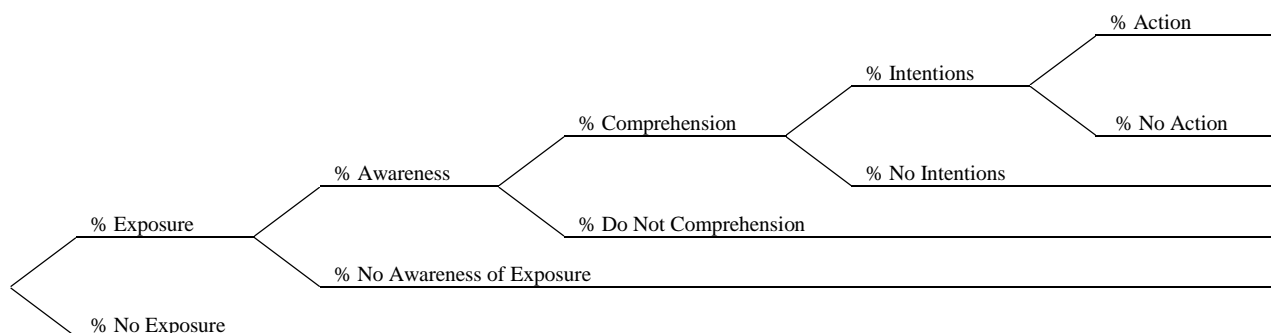 % Action
% Intentions
% Comprehension
% No Action
% Awareness
% No Intentions
% Exposure
% Do Not Comprehension
% No Awareness of Exposure
% No Exposure